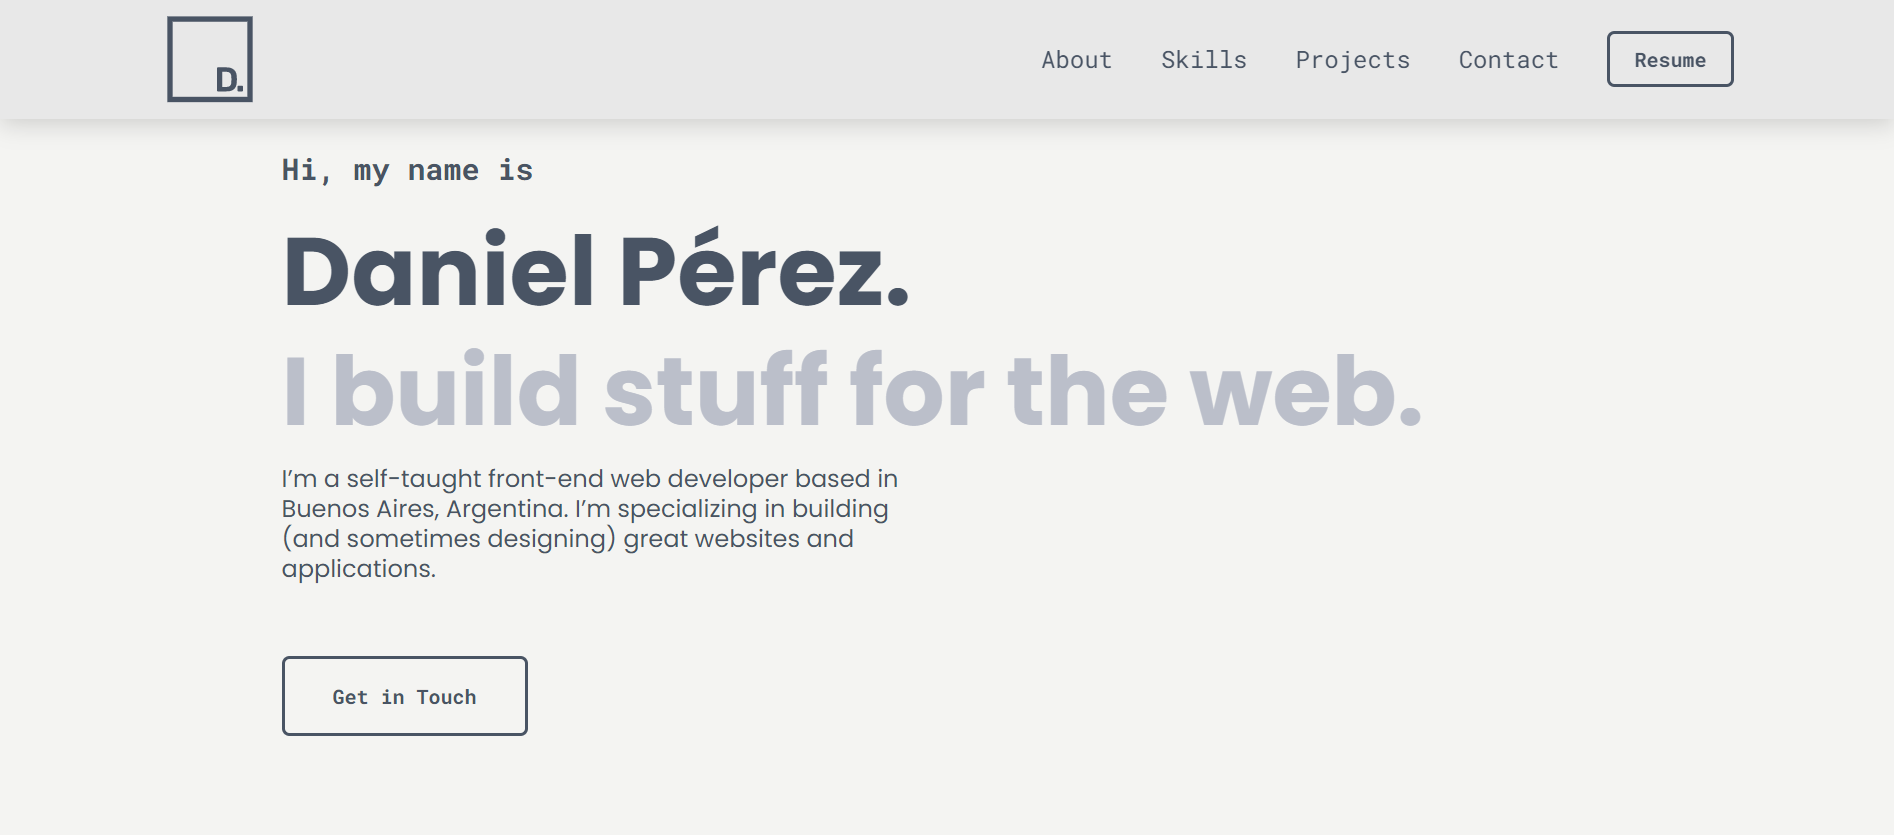 D.
About Skills Projects Contact Resume
Hi, my name is
Daniel Pérez.
I build stuff for the web.
I’m a self-taught front-end web developer based in
Buenos Aires, Argentina. I’m specializing in building
(and sometimes designing) great websites and
applications.
Get in Touch